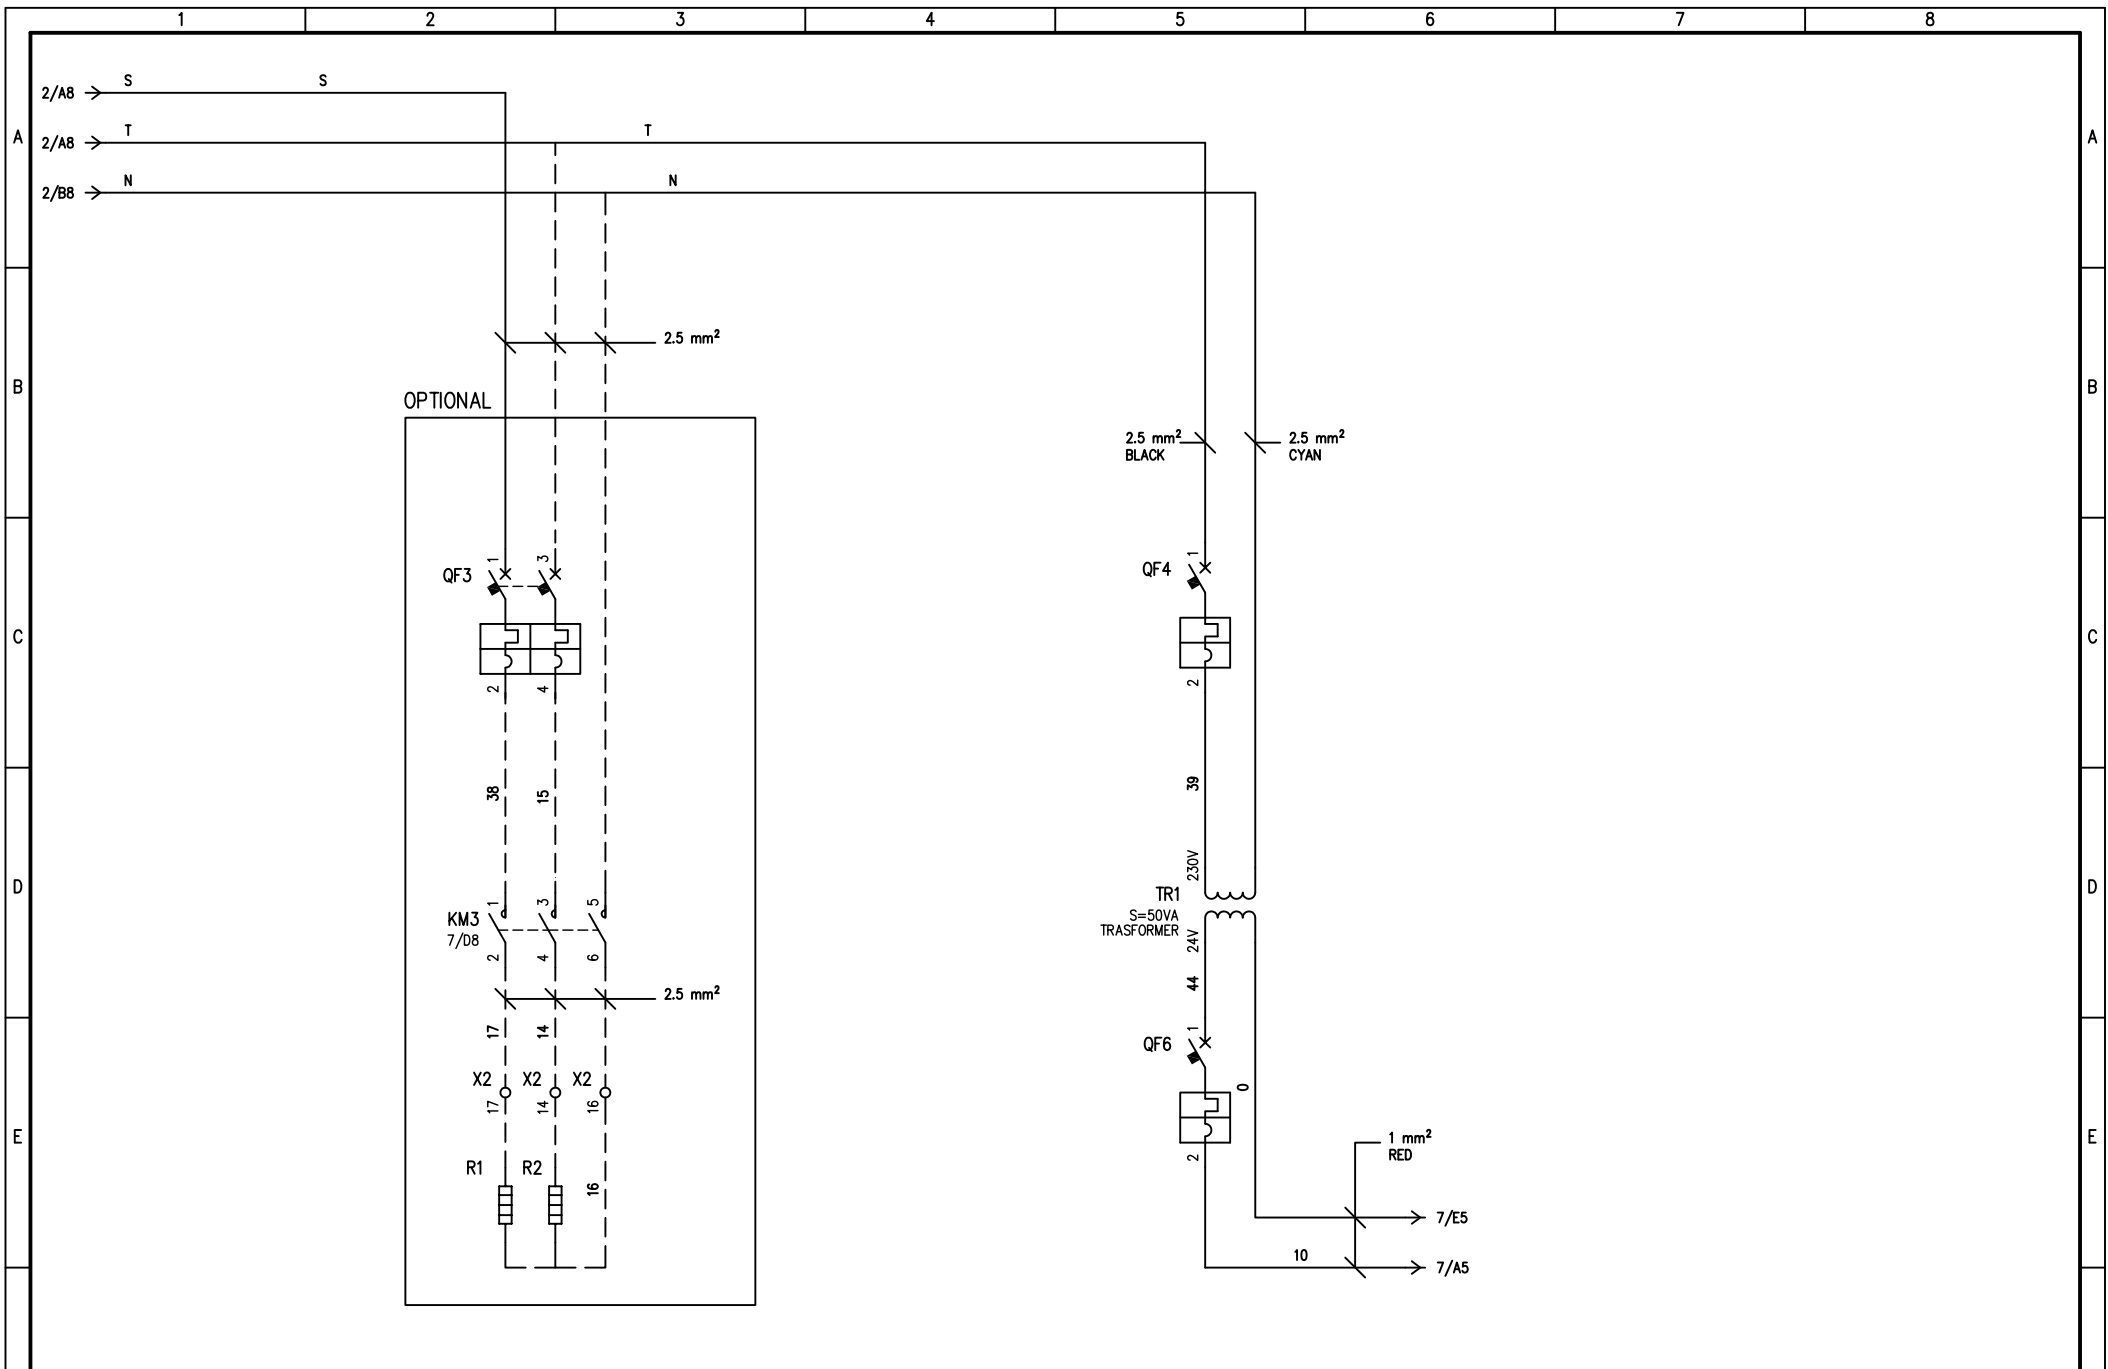 1 2 3 4 5 6 7 8
S S
2/A8
T T
A 2/A8 A
N N
2/B8
2.5 mm²
B B
OPTIONAL
2.5 mm² 2.5 mm²
BLACK CYAN
1 3 1
QF3 QF4
C C
2 4 2
38 15 39
230V
D D
TR1
1 3 5
KM3 S=50VA
7/D8 TRASFORMER
24V
2 4 6
44
2.5 mm²
17 14 1
QF6
X2 X2 X2 0
17 14 16
E E
1 mm²
2 RED
R1 R2
16
7/E5
10
7/A5